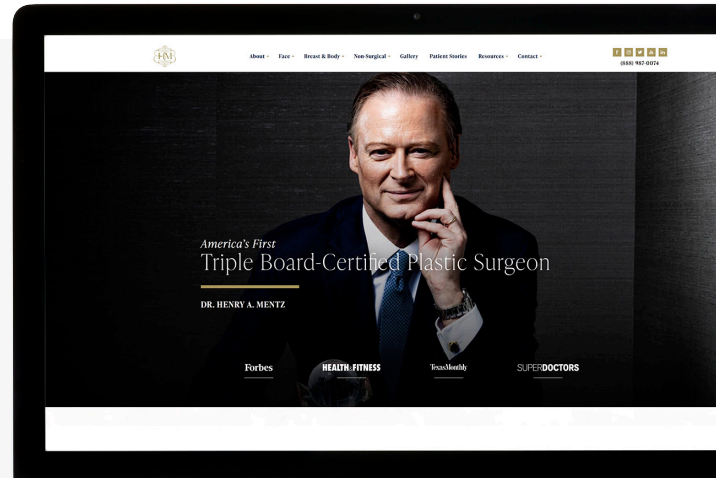 HM
About
Face
Breast & Body
Non-Surgical
Gallery
Patient Stories
Resources
Contact
(888) 987-0074
America's First
Triple Board-Certified Plastic Surgeon
DR. HENRY A. MENTZ
Forbes
HEALTH&FITNESS
TexasMonthly
SUPERDOCTORS